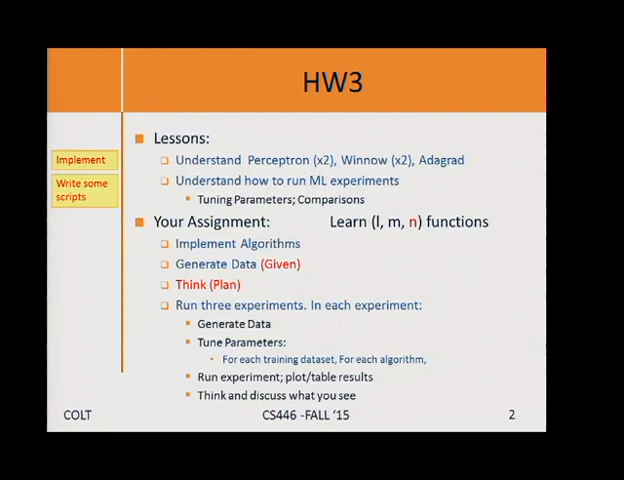 HW3
Lessons:
Understand Perceptron (x2), Winnow (x2), Adagrad
Implement
Understand how to run ML experiments
Write some
scripts
Tuning Parameters; Comparisons
Your Assignment: Learn (l, m, n) functions
Implement Algorithms
Generate Data (Given)
Think (Plan)
Run three experiments. In each experiment:
Generate Data
Tune Parameters:
For each training dataset, For each algorithm,
Run experiment; plot/table results
Think and discuss what you see
COLT CS446 -FALL ‘15 2